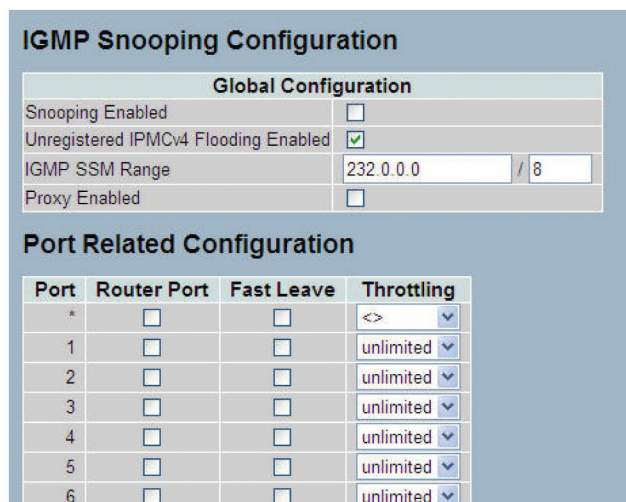 IGMP Snooping Configuration
Global Configuration
Snooping Enabled
Unregistered IPMCv4 Flooding Enabled
IGMP SSM Range 232.0.0.0 / 8
Proxy Enabled
Port Related Configuration
Port Router Port Fast Leave Throttling
* <>
1 unlimited
2 unlimited
3 unlimited
4 unlimited
5 unlimited
6 unlimited